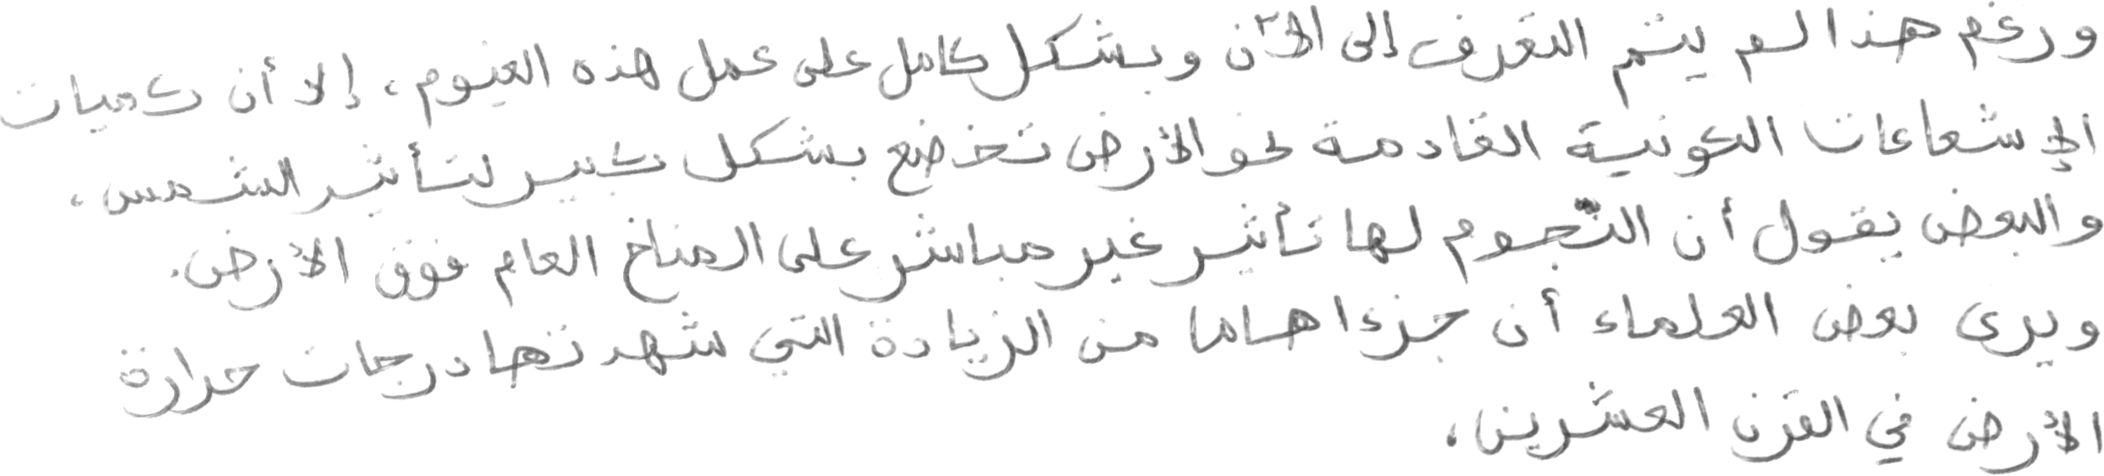 ورغم هذا لم يتم التعرف إلى الآن وبشكل كامل على عمل هذه الغيوم، إلا أن كميات
الإشعاعات الكونية القادمة نحو الأرض تخضع بشكل كبير لتأثير الشمس،
والبعض يقول أن النّجوم لها تأثير غير مباشر على المناخ العام فوق الأرض.
ويرى بعض العلماء أن جزءا هاما من الزيادة التي شهدتها درجات حرارة
الأرض في القرن العشرين،